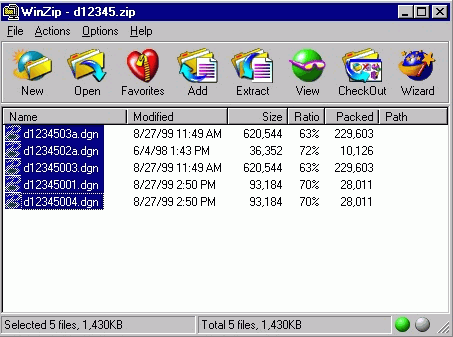 WinZip - d12345.zip
File Actions Options Help
New Open Favorites Add Extract View CheckOut Wizard
Name Modified Size Ratio Packed Path
d1234503a.dgn 8/27/99 11:49 AM 620,544 63% 229,603
d1234502a.dgn 6/4/98 1:43 PM 36,352 72% 10,126
d12345003.dgn 8/27/99 11:49 AM 620,544 63% 229,603
d12345001.dgn 8/27/99 2:50 PM 93,184 70% 28,011
d12345004.dgn 8/27/99 2:50 PM 93,184 70% 28,011
Selected 5 files, 1,430KB Total 5 files, 1,430KB